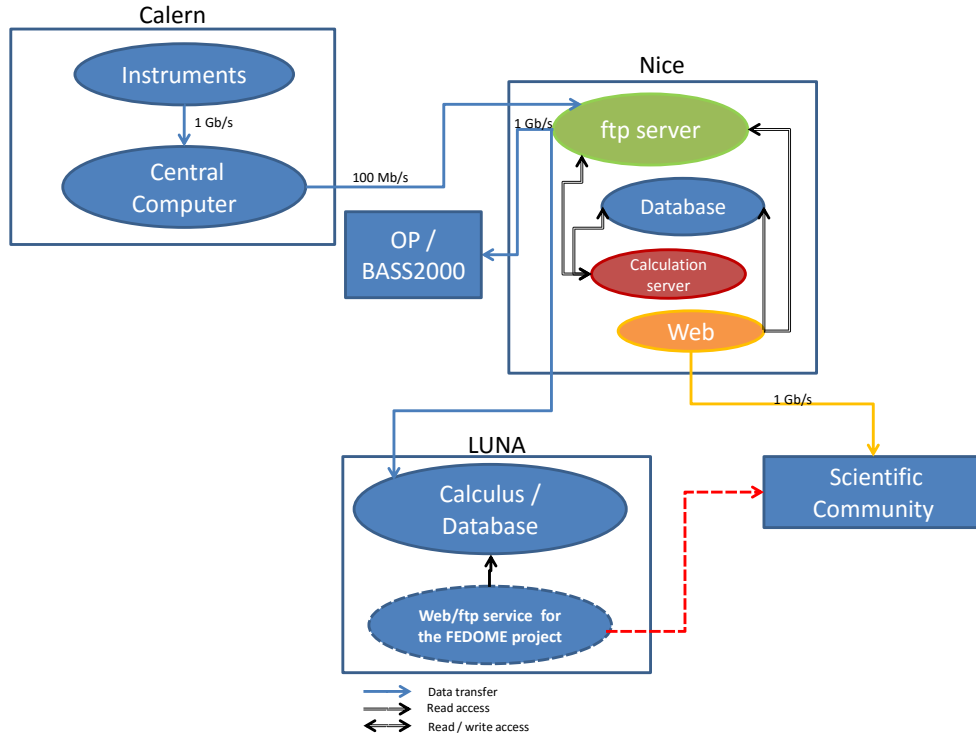 Calern
Instruments
1 Gb/s
Central
Computer
100 Mb/s
Nice
ftp server
1 Gb/s
Database
Calculation
server
Web
OP /
BASS2000
1 Gb/s
LUNA
Calculus /
Database
Web/ftp service for
the FEDOME project
Scientific
Community
Data transfer
Read access
Read / write access